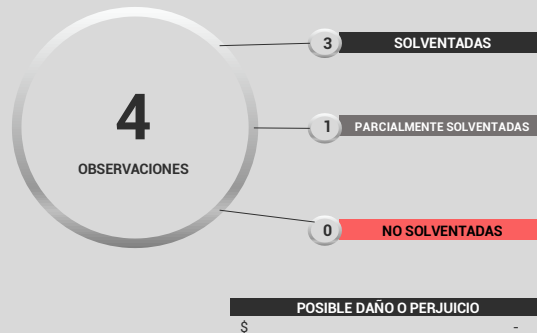 4
OBSERVACIONES
3 SOLVENTADAS
1 PARCIALMENTE SOLVENTADAS
0 NO SOLVENTADAS
POSIBLE DAÑO O PERJUICIO
$ -